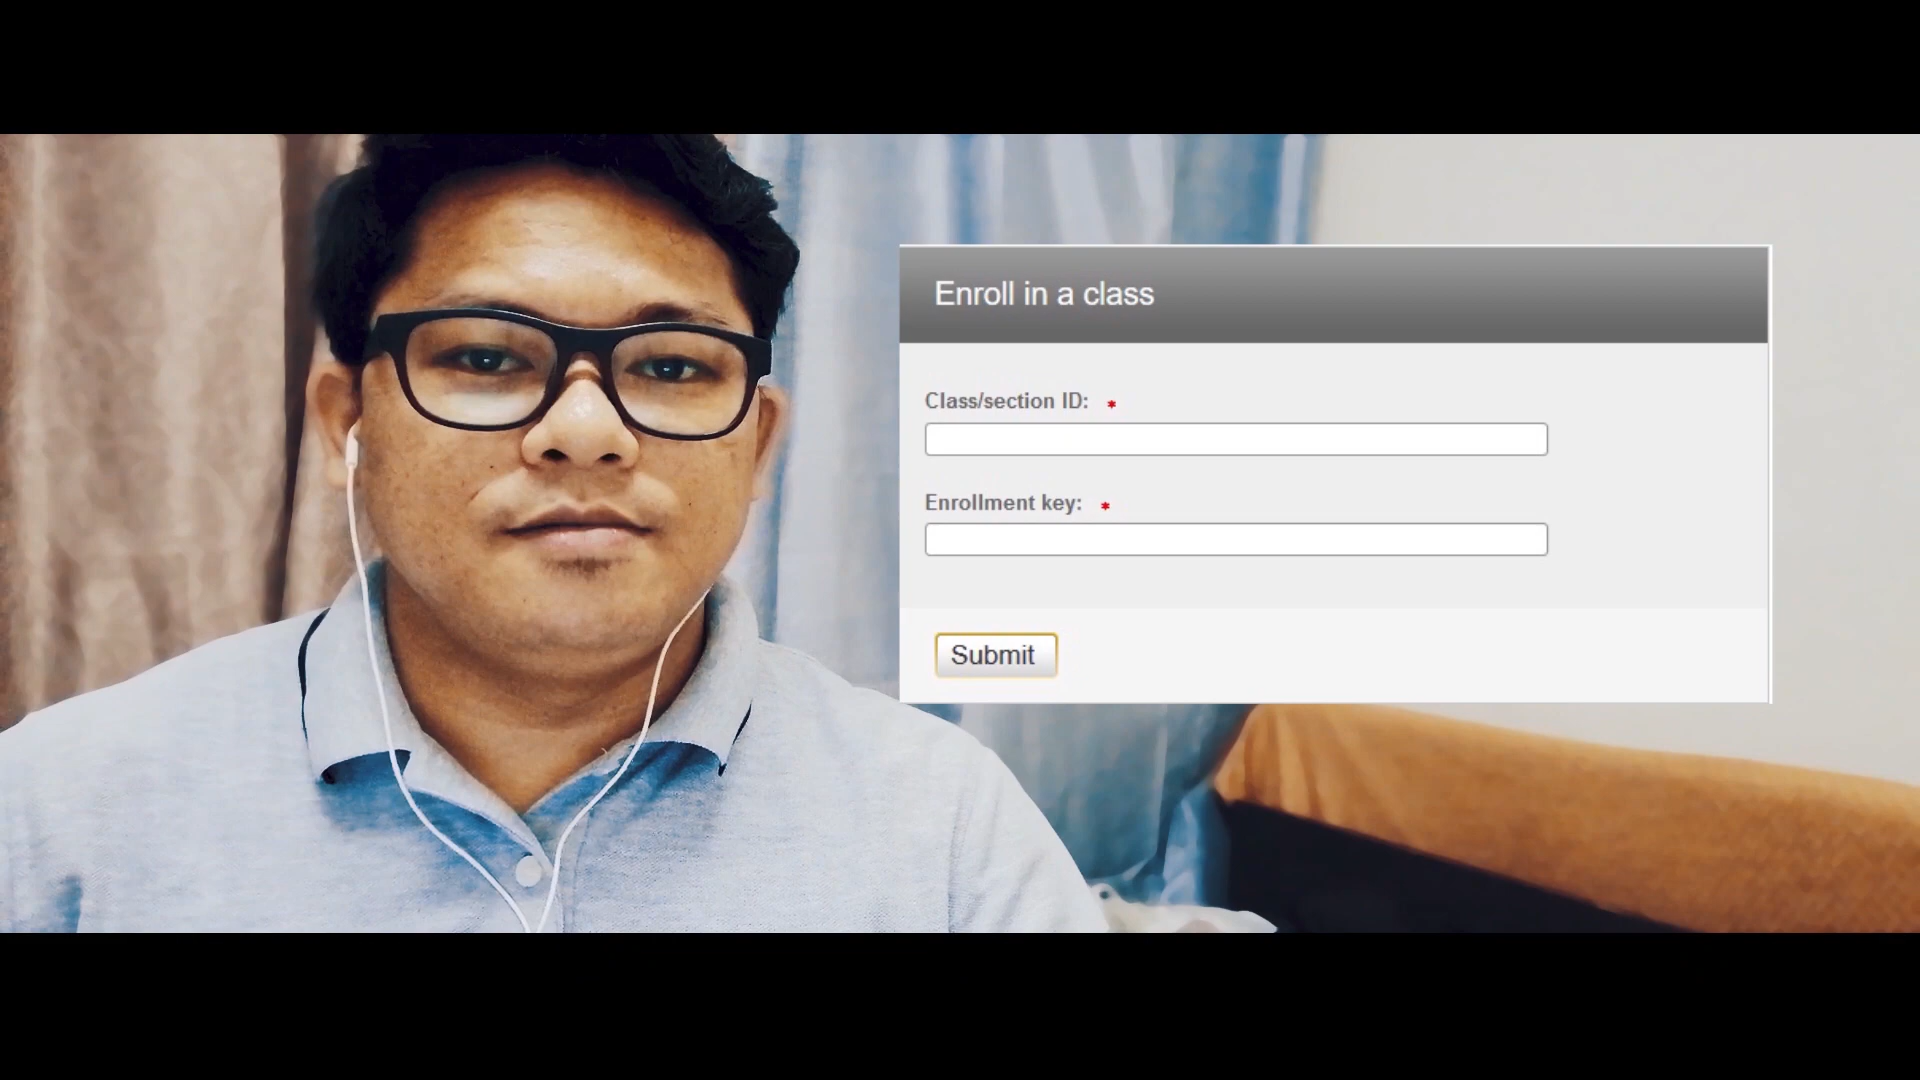 Enroll in a class
Class/section ID: *
Enrollment key: *
Submit